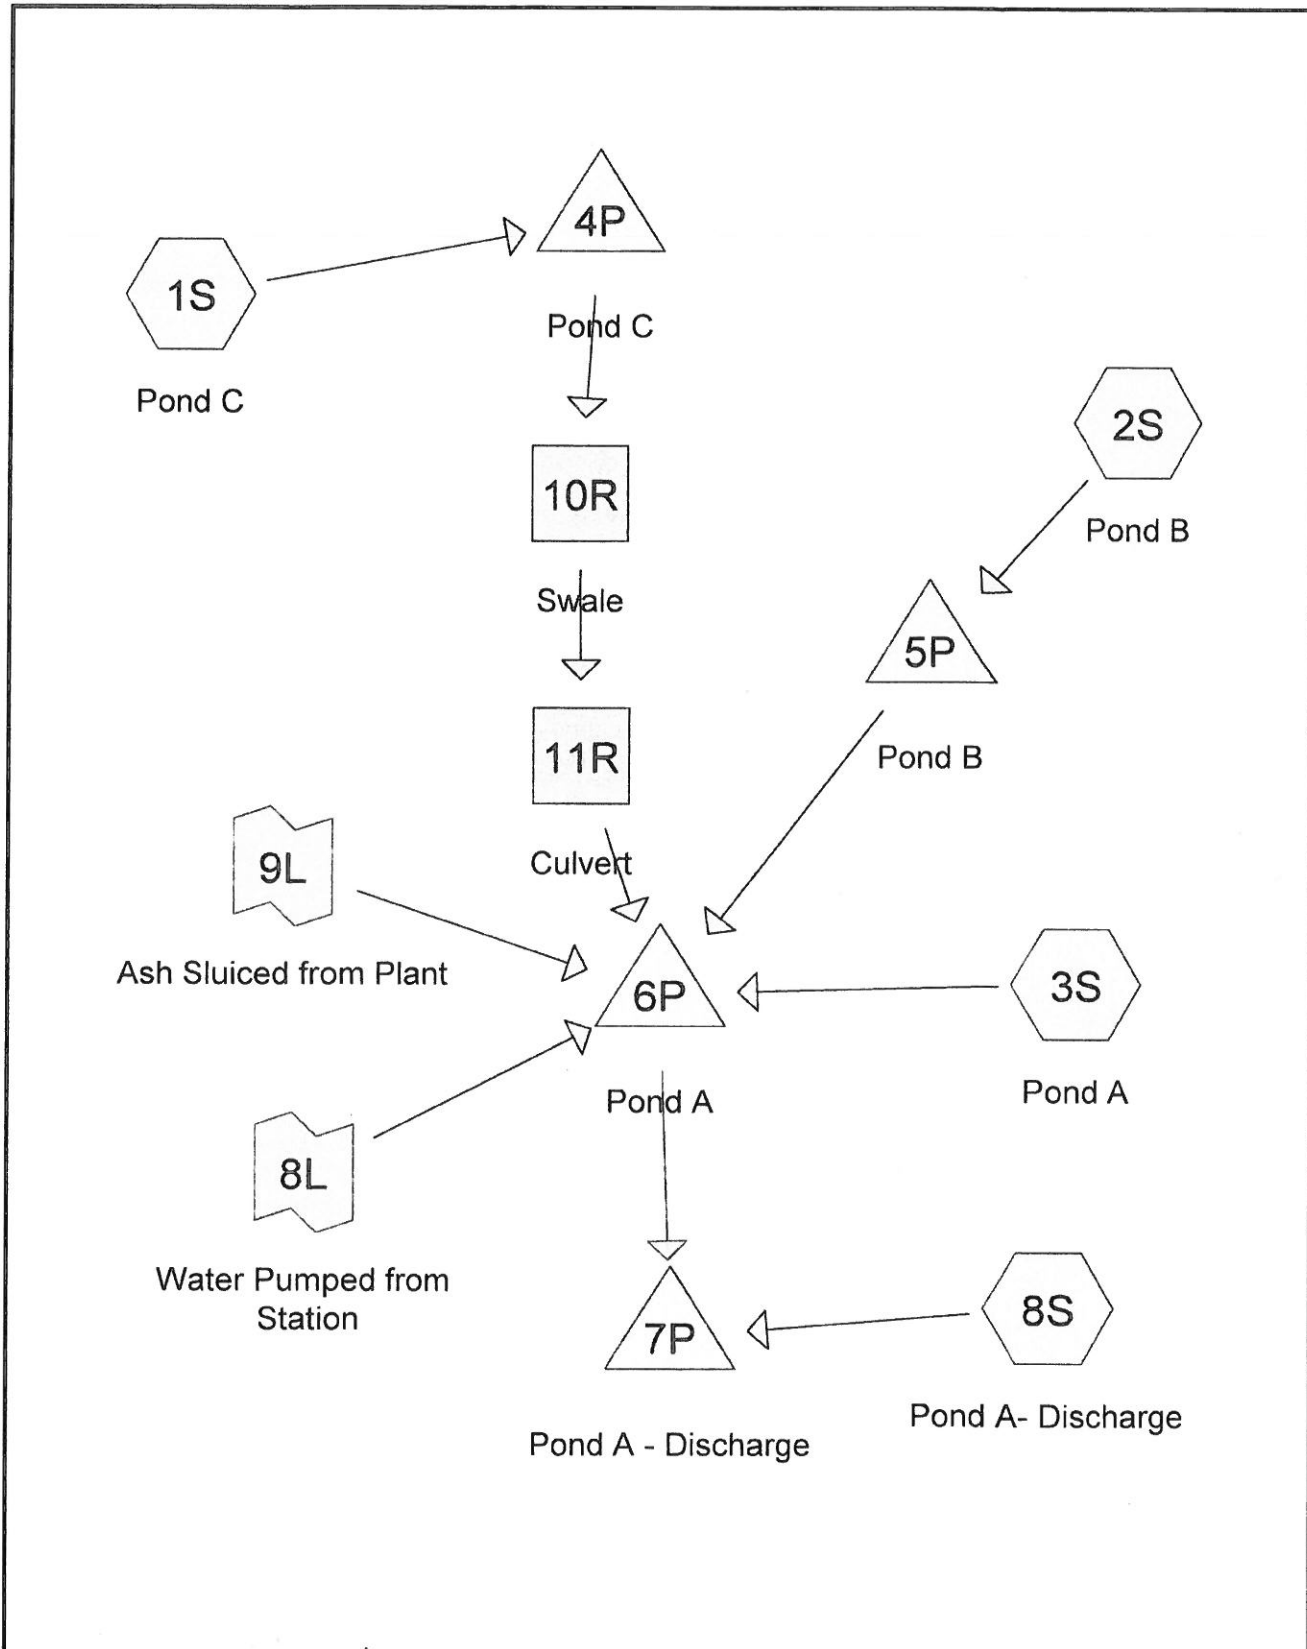 4P
Pond C
1S
Pond C
2S
Pond B
10R
Swale
5P
Pond B
11R
Culvert
9L
Ash Sluiced from Plant
6P
Pond A
3S
Pond A
8L
Water Pumped from
Station
7P
Pond A - Discharge
8S
Pond A- Discharge